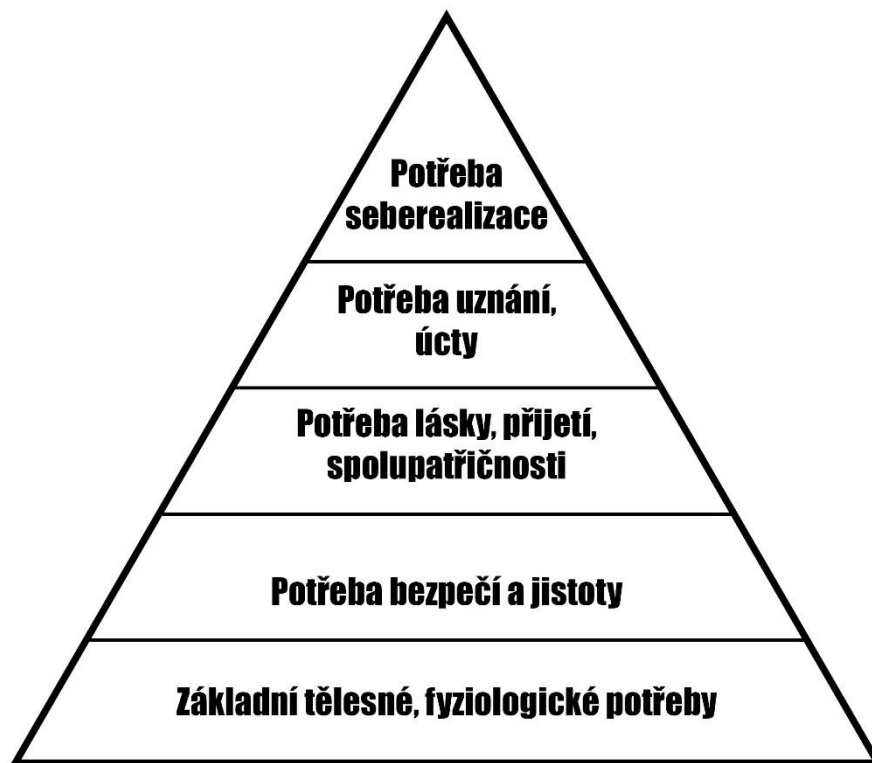 Potřeba
seberealizace
Potřeba uznání,
úcty
Potřeba lásky, přijetí,
spolupatřičnosti
Potřeba bezpečí a jistoty
Základní tělesné, fyziologické potřeby